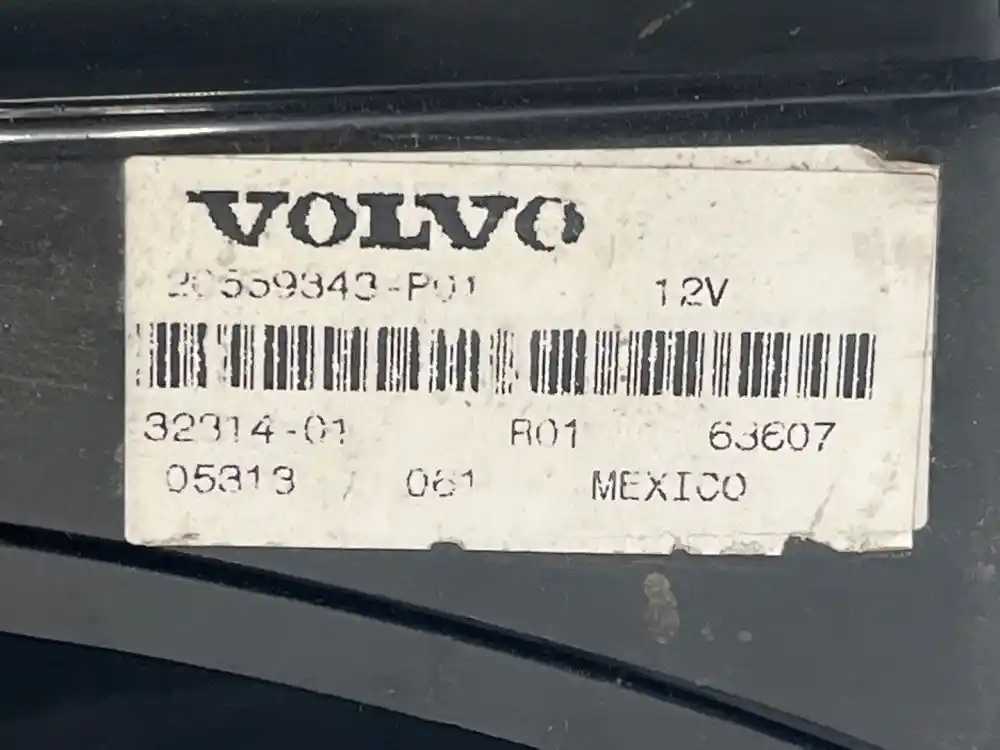 VOLVO
20559343-P01 12V
32314-01 R01 63607
05313 / 061 MEXICO